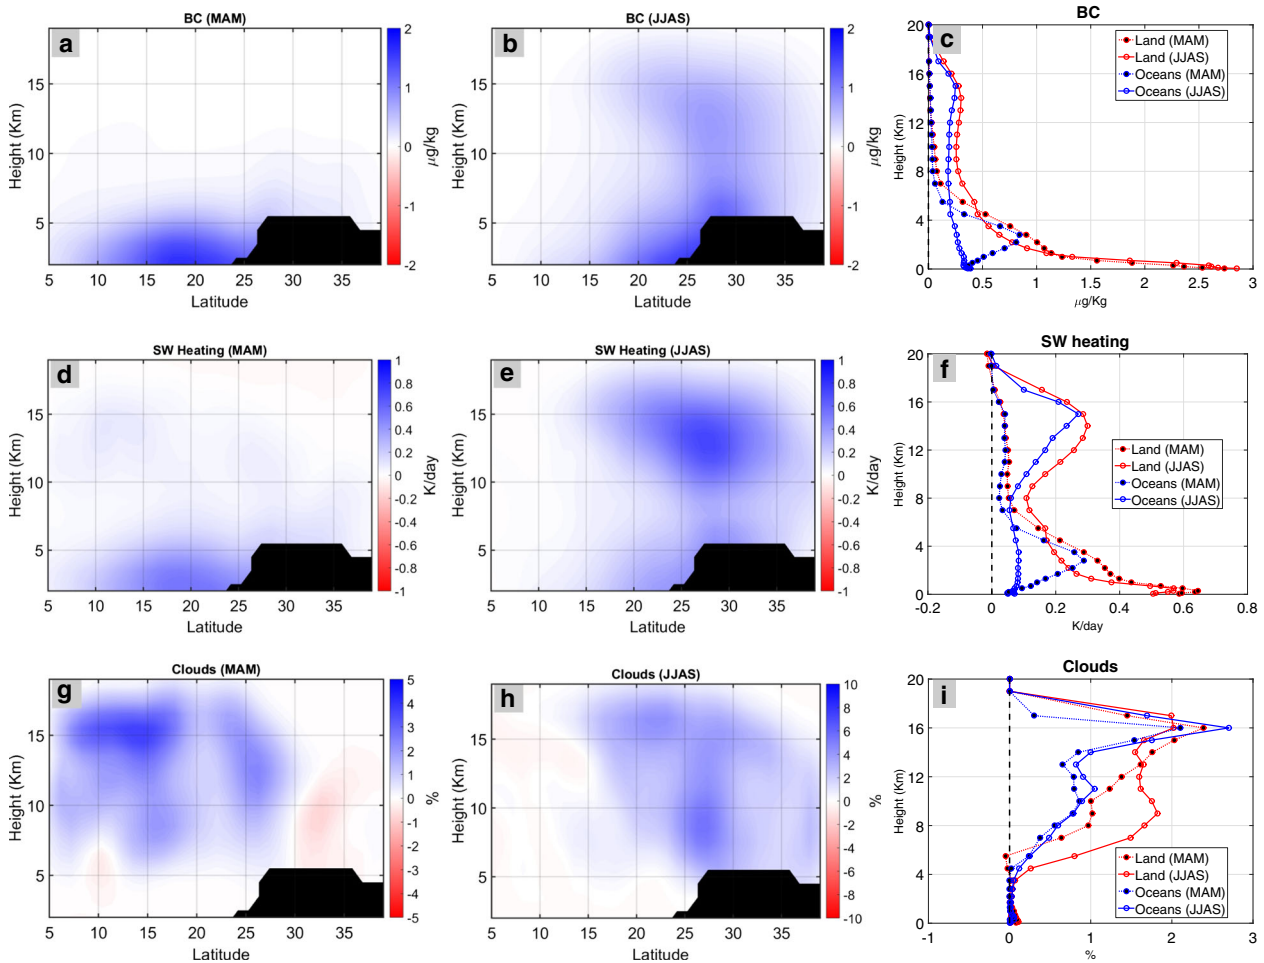 BC (MAM)
a
15
10
5
5 10 15 20 25 30 35
Height (Km)
Latitude
2
1
0
-1
-2
μg/kg
BC (JJAS)
b
15
10
5
5 10 15 20 25 30 35
Height (Km)
Latitude
2
1
0
-1
-2
μg/kg
BC
c
Land (MAM)
Land (JJAS)
Oceans (MAM)
Oceans (JJAS)
20
16
12
8
4
0
0 0.5 1 1.5 2 2.5 3
Height (Km)
μg/Kg
SW Heating (MAM)
d
15
10
5
5 10 15 20 25 30 35
Height (Km)
Latitude
1
0.8
0.6
0.4
0.2
0
-0.2
-0.4
-0.6
-0.8
-1
K/day
SW Heating (JJAS)
e
15
10
5
5 10 15 20 25 30 35
Height (Km)
Latitude
1
0.8
0.6
0.4
0.2
0
-0.2
-0.4
-0.6
-0.8
-1
K/day
SW heating
f
Land (MAM)
Land (JJAS)
Oceans (MAM)
Oceans (JJAS)
20
16
12
8
4
0
-0.2 0 0.2 0.4 0.6 0.8
Height (Km)
K/day
Clouds (MAM)
g
15
10
5
5 10 15 20 25 30 35
Height (Km)
Latitude
5
4
3
2
1
0
-1
-2
-3
-4
-5
%
Clouds (JJAS)
h
15
10
5
5 10 15 20 25 30 35
Height (Km)
Latitude
10
8
6
4
2
0
-2
-4
-6
-8
-10
%
Clouds
i
Land (MAM)
Land (JJAS)
Oceans (MAM)
Oceans (JJAS)
20
16
12
8
4
0
-1 0 1 2 3
Height (Km)
%